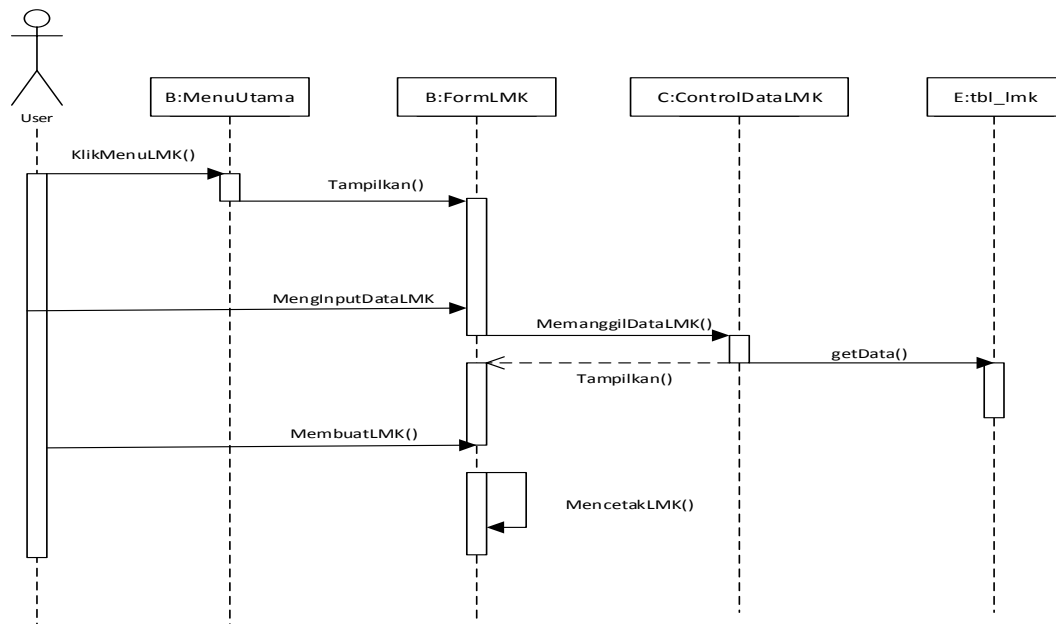 User
B:MenuUtama
B:FormLMK
C:ControlDataLMK
E:tbl_lmk
KlikMenuLMK()
Tampilkan()
MengInputDataLMK
MemanggilDataLMK()
getData()
Tampilkan()
MembuatLMK()
MencetakLMK()